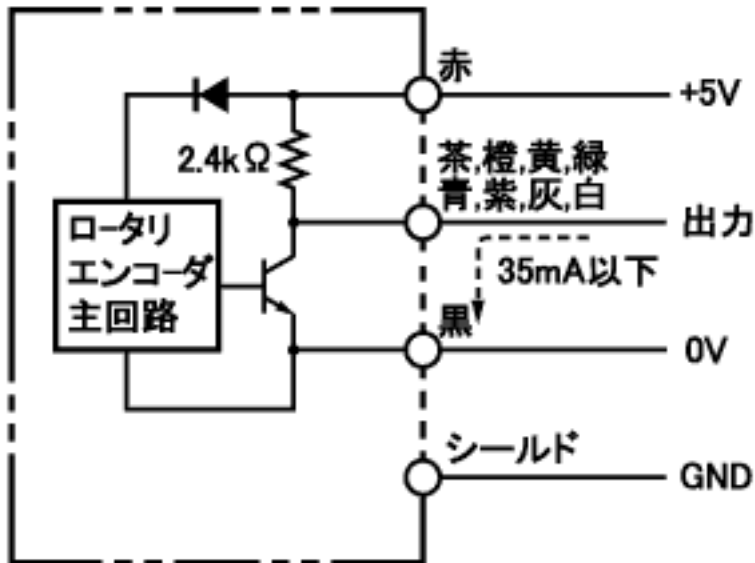 赤
+5V
2.4kΩ
茶,橙,黄,緑
青,紫,灰,白
出力
ロータリ
エンコーダ
主回路
35mA以下
黒
0V
シールド
GND